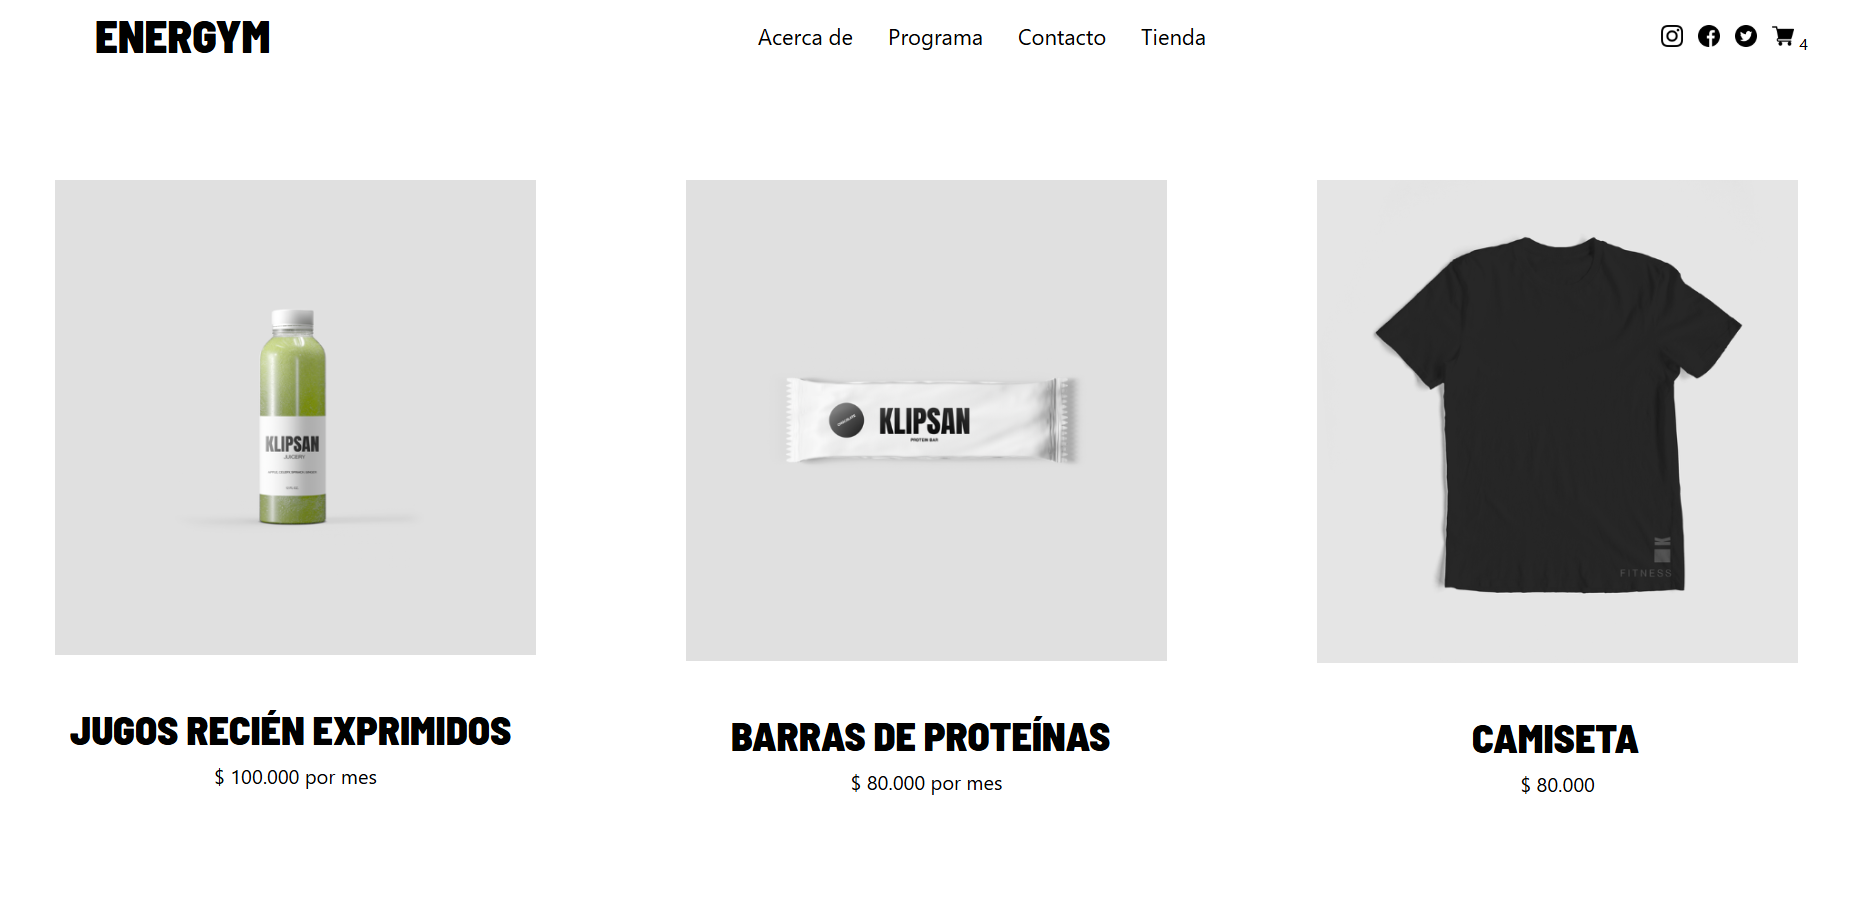 ENERGYM
Acerca de Programa Contacto Tienda
4
KLIPSAN
JUICERY
KLIPSAN
PROTEIN BAR
FITNESS
JUGOS RECIÉN EXPRIMIDOS
$ 100.000 por mes
BARRAS DE PROTEÍNAS
$ 80.000 por mes
CAMISETA
$ 80.000